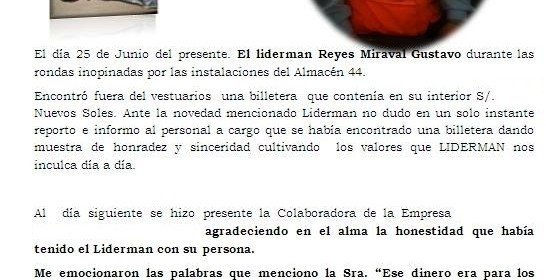 El día 25 de Junio del presente. El liderman Reyes Miraval Gustavo durante las
rondas inopinadas por las instalaciones del Almacén 44.
Encontró fuera del vestuarios una billetera que contenía en su interior S/.
Nuevos Soles. Ante la novedad mencionado Liderman no dudo en un solo instante
reporto e informo al personal a cargo que se había encontrado una billetera dando
muestra de honradez y sinceridad cultivando los valores que LIDERMAN nos
inculca día a día.
Al día siguiente se hizo presente la Colaboradora de la Empresa
agradeciendo en el alma la honestidad que había
tenido el Liderman con su persona.
Me emocionaron las palabras que menciono la Sra. “Ese dinero era para los